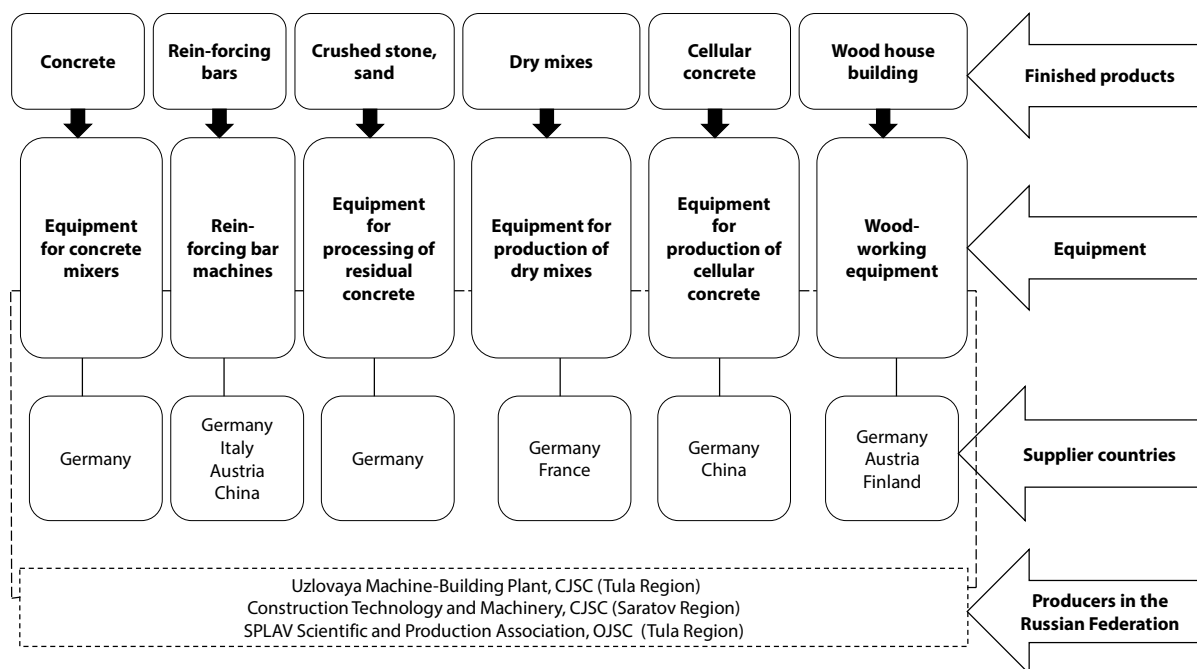 Concrete
Rein-forcing
bars
Crushed stone,
sand
Dry mixes
Cellular
concrete
Wood house
building
Finished products
Equipment
for concrete
mixers
Rein-
forcing bar
machines
Equipment
for
processing of
residual
concrete
Equipment for
production of
dry mixes
Equipment
for
production of
cellular
concrete
Wood-
working
equipment
Equipment
Germany
Germany
Italy
Austria
China
Germany
Germany
France
Germany
China
Germany
Austria
Finland
Supplier countries
Uzlovaya Machine-Building Plant, CJSC (Tula Region)
Construction Technology and Machinery, CJSC (Saratov Region)
SPLAV Scientific and Production Association, OJSC (Tula Region)
Producers in the
Russian Federation